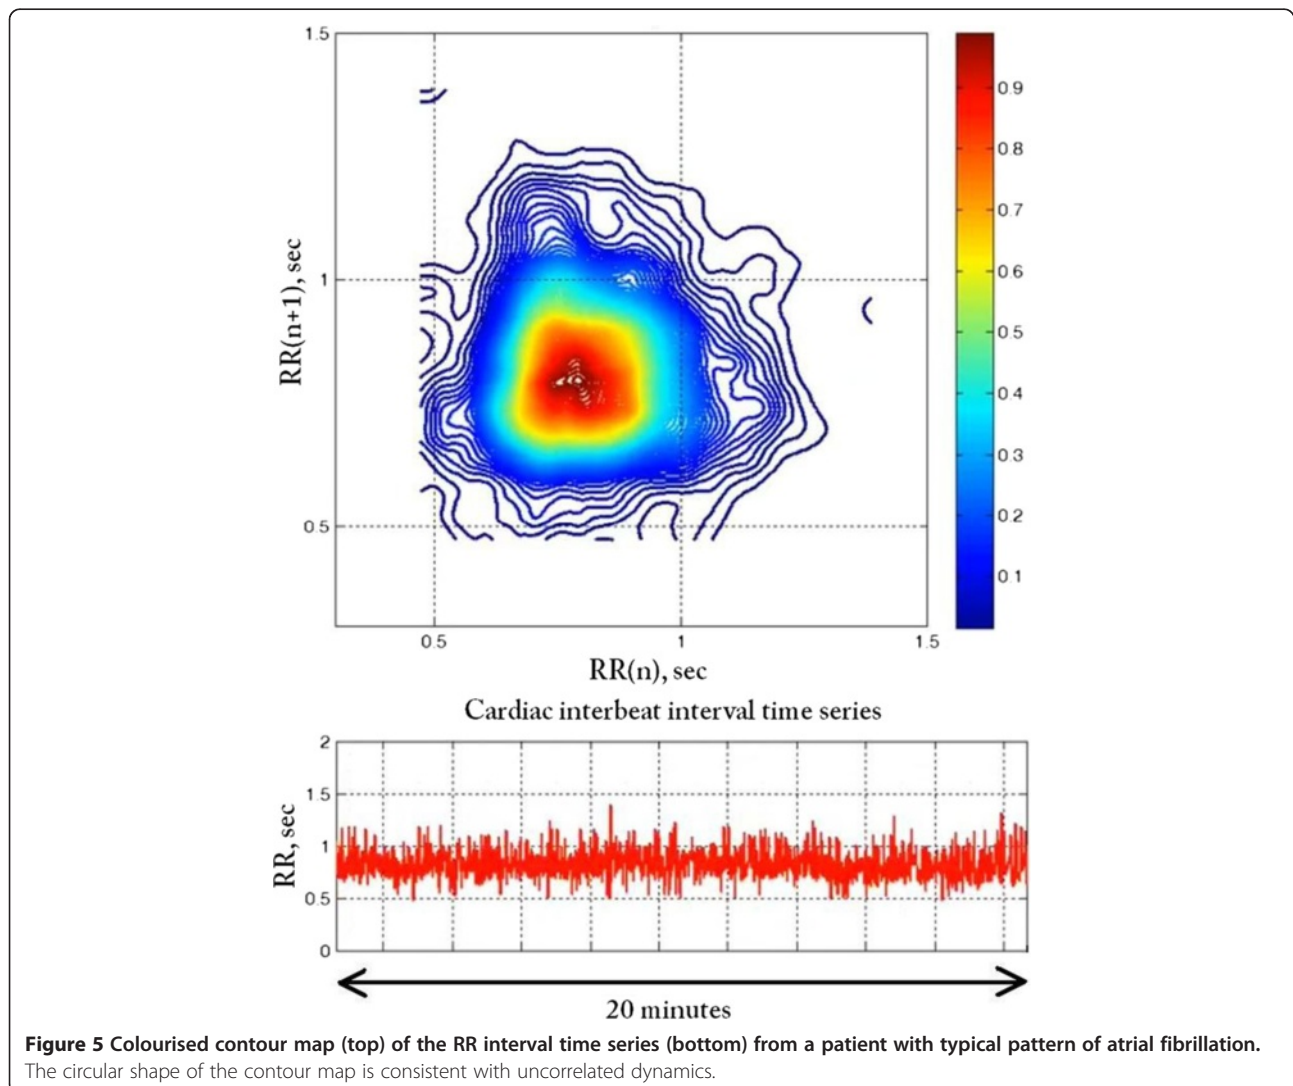 1.5
1
0.5
RR(n+1), sec
0.5
1
1.5
RR(n), sec
0.9
0.8
0.7
0.6
0.5
0.4
0.3
0.2
0.1
Cardiac interbeat interval time series
2
1.5
1
0.5
0
RR, sec
20 minutes
Figure 5 Colourised contour map (top) of the RR interval time series (bottom) from a patient with typical pattern of atrial fibrillation.
The circular shape of the contour map is consistent with uncorrelated dynamics.